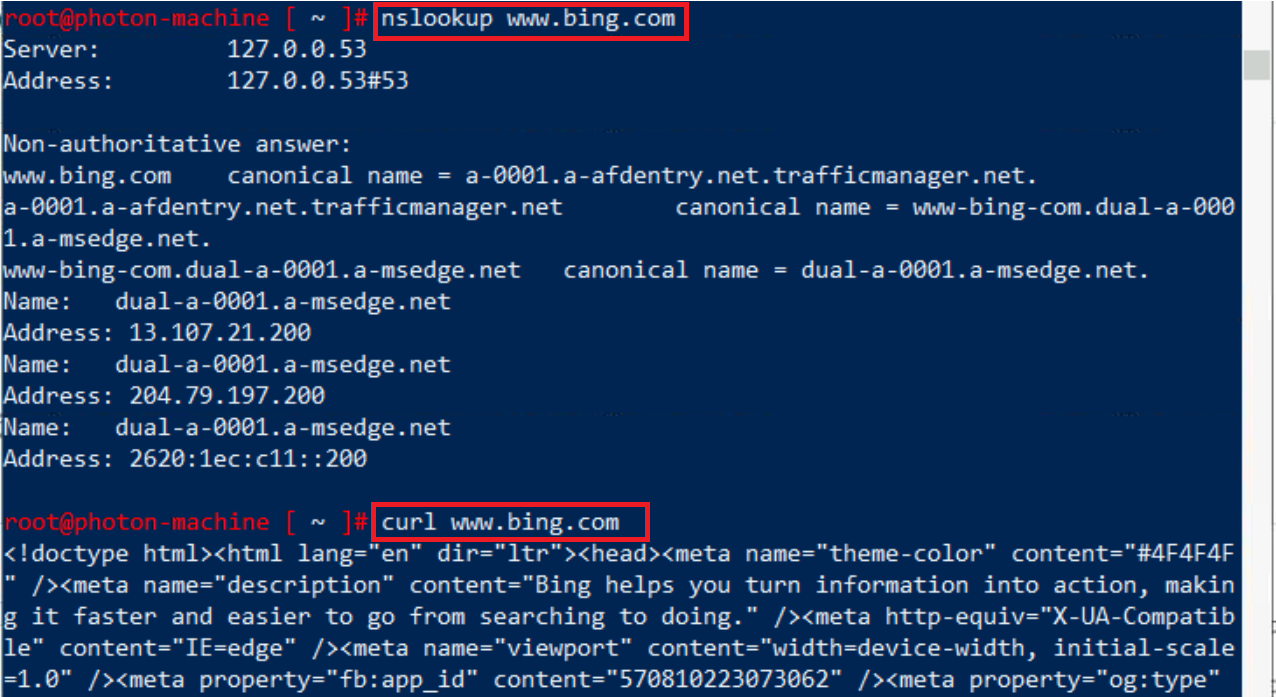 root@photon-machine [ ~ ]# nslookup www.bing.com
Server:         127.0.0.53
Address:        127.0.0.53#53
Non-authoritative answer:
www.bing.com    canonical name = a-0001.a-afdentry.net.trafficmanager.net.
a-0001.a-afdentry.net.trafficmanager.net        canonical name = www-bing-com.dual-a-000
1.a-msedge.net.
www-bing-com.dual-a-0001.a-msedge.net   canonical name = dual-a-0001.a-msedge.net.
Name:   dual-a-0001.a-msedge.net
Address: 13.107.21.200
Name:   dual-a-0001.a-msedge.net
Address: 204.79.197.200
Name:   dual-a-0001.a-msedge.net
Address: 2620:1ec:c11::200
root@photon-machine [ ~ ]# curl www.bing.com
<!doctype html><html lang="en" dir="ltr"><head><meta name="theme-color" content="#4F4F4F
" /><meta name="description" content="Bing helps you turn information into action, makin
g it faster and easier to go from searching to doing." /><meta http-equiv="X-UA-Compatib
le" content="IE=edge" /><meta name="viewport" content="width=device-width, initial-scale
=1.0" /><meta property="fb:app_id" content="570810223073062" /><meta property="og:type"